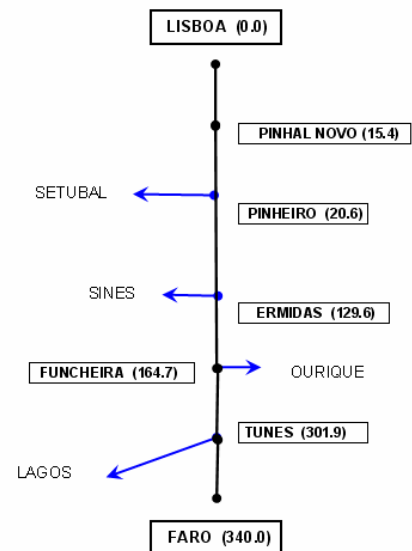 LISBOA (0.0)
PINHAL NOVO (15.4)
SETUBAL
PINHEIRO (20.6)
SINES
ERMIDAS (129.6)
FUNCHEIRA (164.7)
OURIQUE
TUNES (301.9)
LAGOS
FARO (340.0)